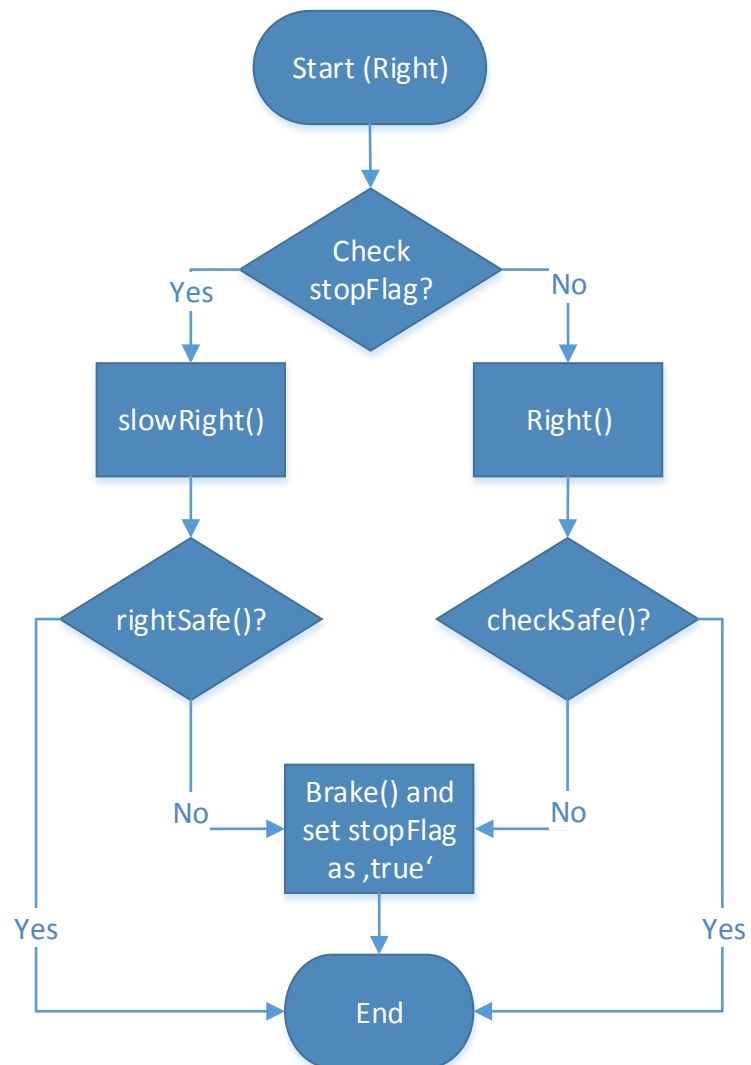 Start (Right)
Check
stopFlag?
Yes
No
slowRight()
Right()
rightSafe()?
checkSafe()?
No
Brake() and
set stopFlag
as ‚true‘
No
Yes
Yes
End